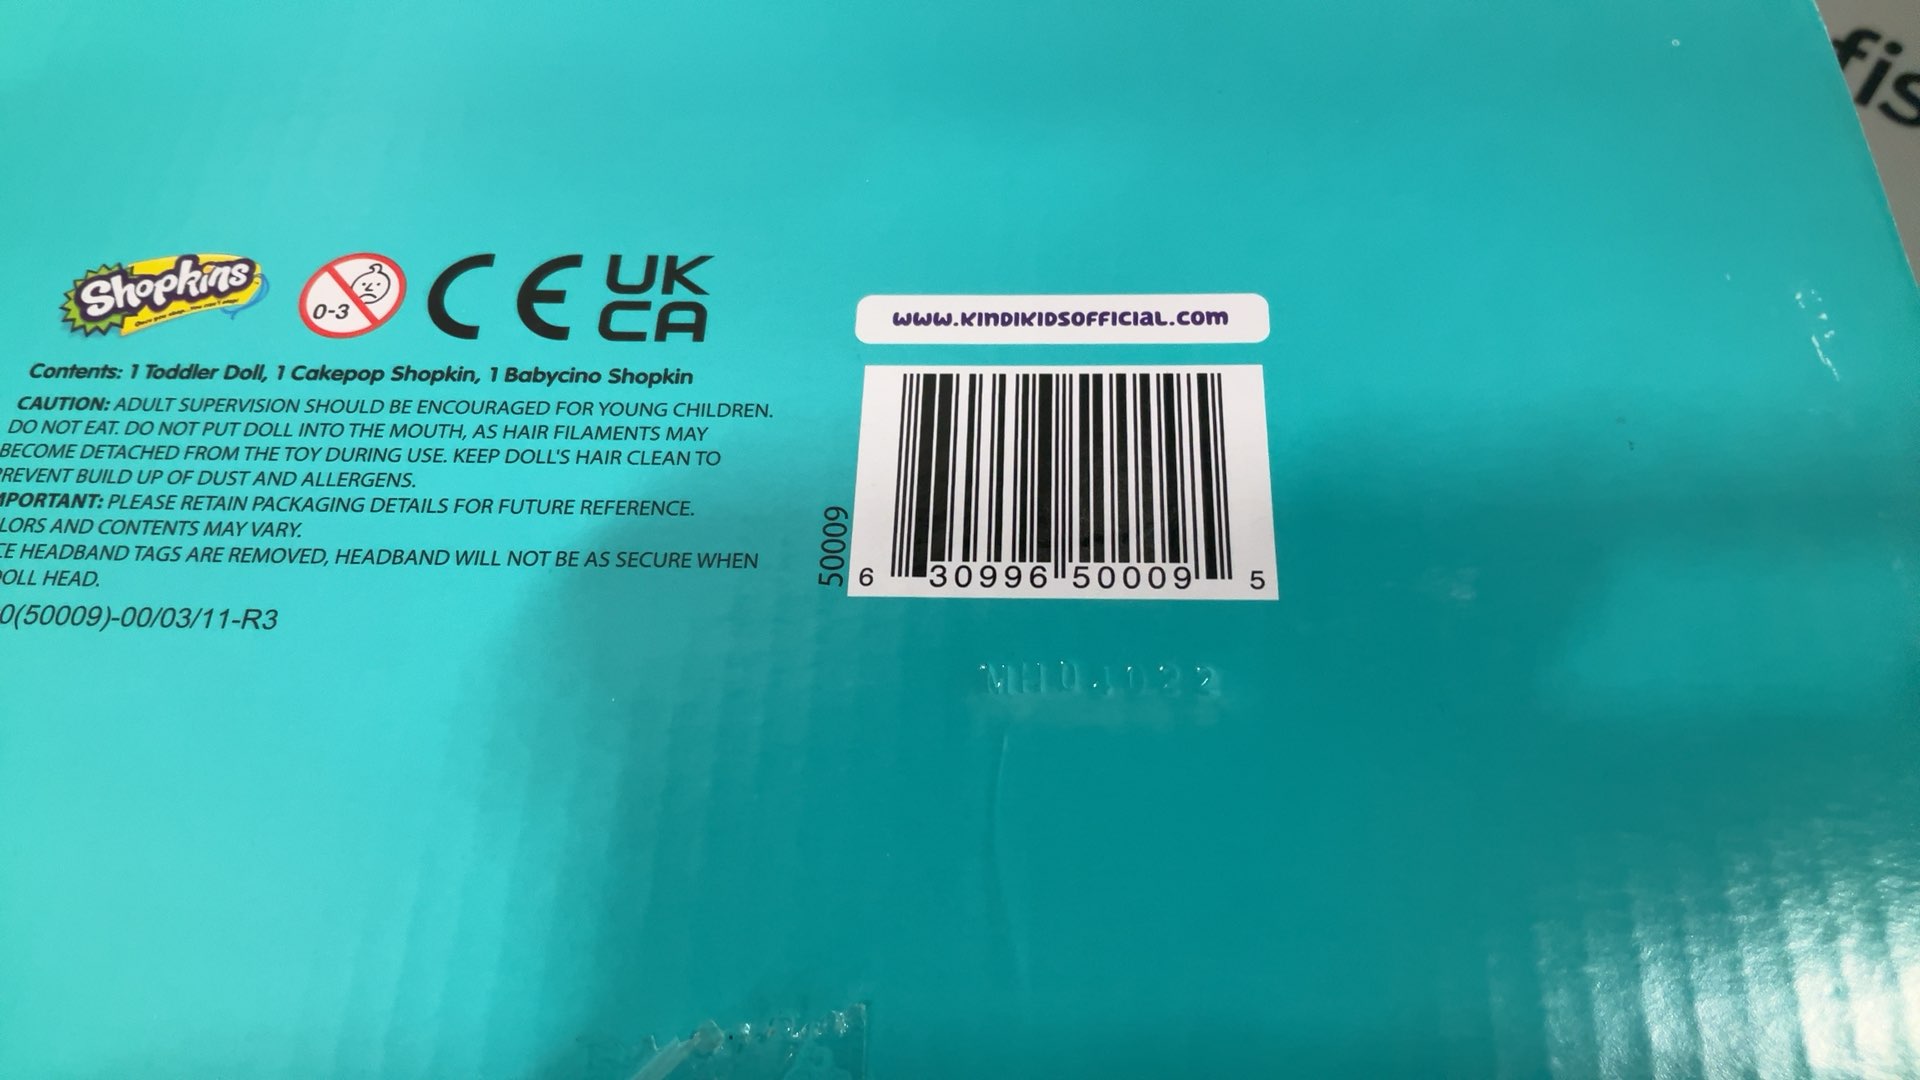 fis
Shopkins
0-3
CE UK
CA
www.KINDIKIDSOFFICIAL.COM
Contents: 1 Toddler Doll, 1 Cakepop Shopkin, 1 Babycino Shopkin
CAUTION: ADULT SUPERVISION SHOULD BE ENCOURAGED FOR YOUNG CHILDREN.
DO NOT EAT. DO NOT PUT DOLL INTO THE MOUTH, AS HAIR FILAMENTS MAY
BECOME DETACHED FROM THE TOY DURING USE. KEEP DOLL'S HAIR CLEAN TO
REVENT BUILD UP OF DUST AND ALLERGENS.
MPORTANT: PLEASE RETAIN PACKAGING DETAILS FOR FUTURE REFERENCE.
LORS AND CONTENTS MAY VARY.
CE HEADBAND TAGS ARE REMOVED, HEADBAND WILL NOT BE AS SECURE WHEN
OLL HEAD.
0(50009)-00/03/11-R3
50009
6 30996 50009 5